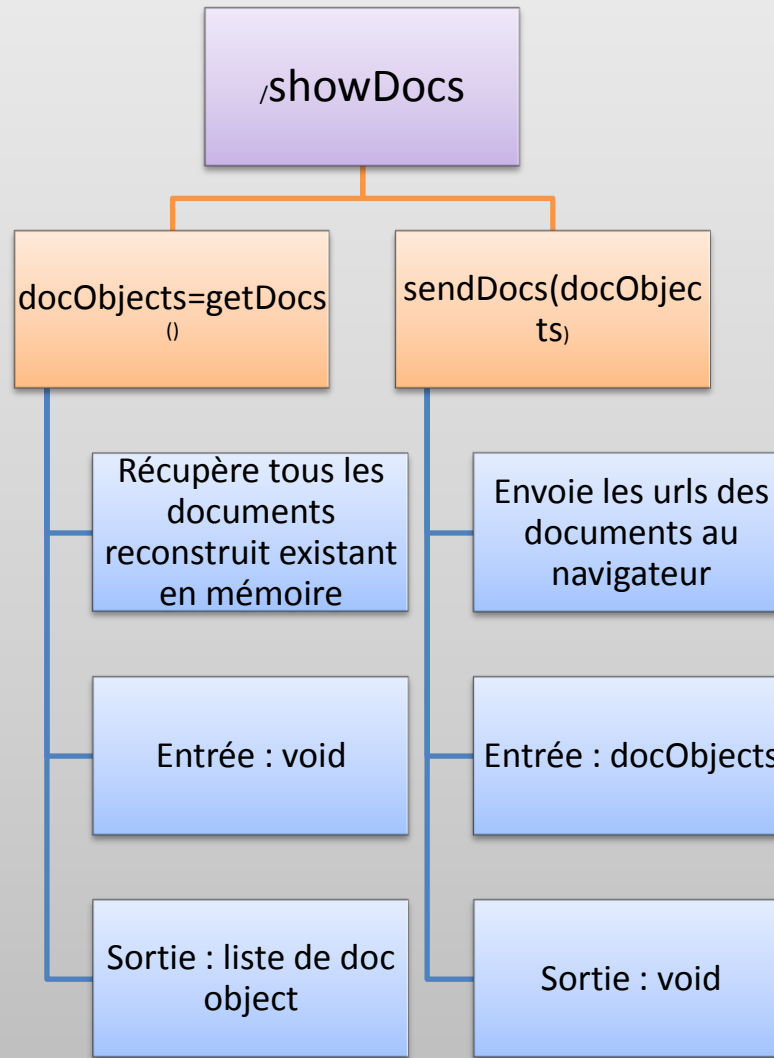 /showDocs
docObjects=getDocs
()
Récupère tous les
documents
reconstruit existant
en mémoire
Entrée : void
Sortie : liste de doc
object
sendDocs(docObjec
ts)
Envoie les urls des
documents au
navigateur
Entrée : docObjects
Sortie : void